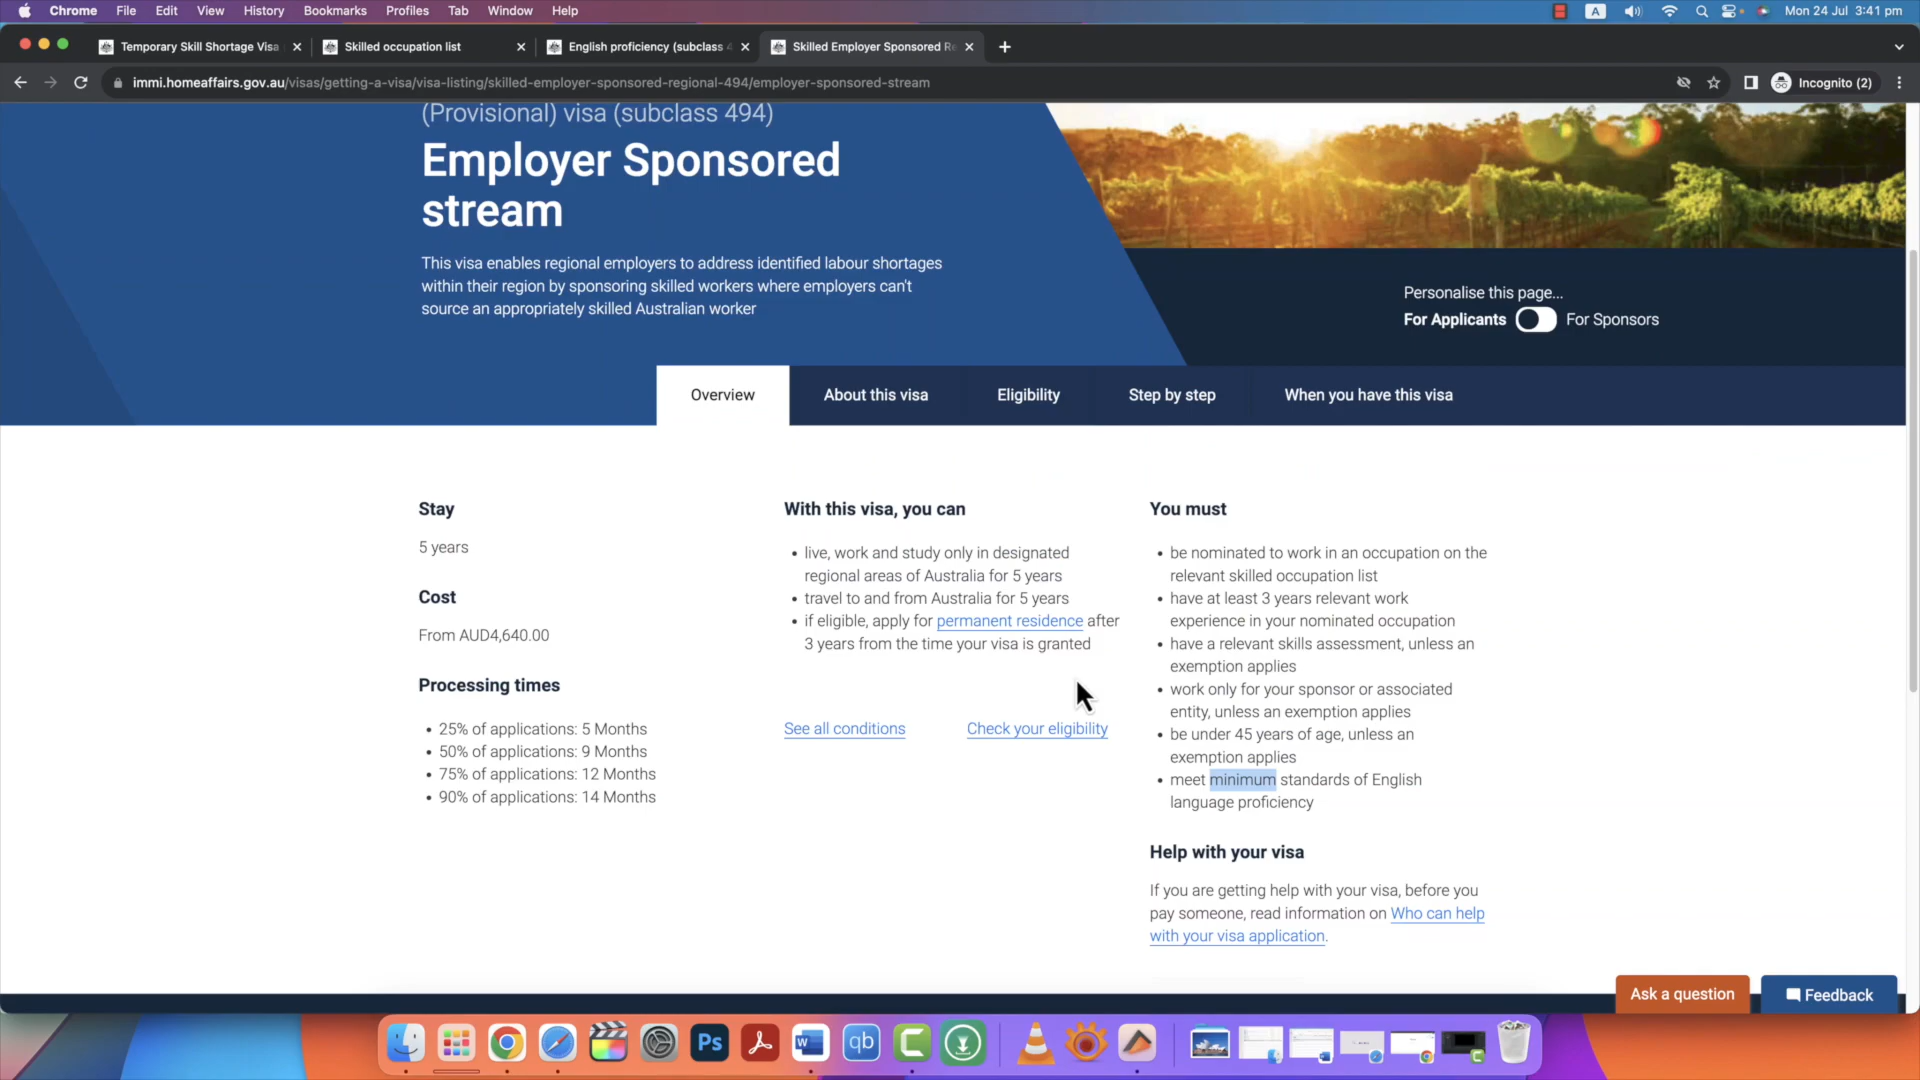 Chrome File Edit View History Bookmarks Profiles Tab Window Help
A Mon 24 Jul 3:41 pm
Temporary Skill Shortage Visa
Skilled occupation list
English proficiency (subclass 4
Skilled Employer Sponsored Re
immi.homeaffairs.gov.au/visas/getting-a-visa/visa-listing/skilled-employer-sponsored-regional-494/employer-sponsored-stream
Incognito (2)
(Provisional) visa (subclass 494)
Employer Sponsored
stream
This visa enables regional employers to address identified labour shortages
within their region by sponsoring skilled workers where employers can't
source an appropriately skilled Australian worker
Personalise this page...
For Applicants For Sponsors
Overview About this visa Eligibility Step by step When you have this visa
Stay
5 years
Cost
From AUD4,640.00
Processing times
• 25% of applications: 5 Months
• 50% of applications: 9 Months
• 75% of applications: 12 Months
• 90% of applications: 14 Months
With this visa, you can
• live, work and study only in designated
regional areas of Australia for 5 years
• travel to and from Australia for 5 years
• if eligible, apply for permanent residence after
3 years from the time your visa is granted
See all conditions Check your eligibility
You must
• be nominated to work in an occupation on the
relevant skilled occupation list
• have at least 3 years relevant work
experience in your nominated occupation
• have a relevant skills assessment, unless an
exemption applies
• work only for your sponsor or associated
entity, unless an exemption applies
• be under 45 years of age, unless an
exemption applies
• meet minimum standards of English
language proficiency
Help with your visa
If you are getting help with your visa, before you
pay someone, read information on Who can help
with your visa application.
Ask a question Feedback
Ps W qb